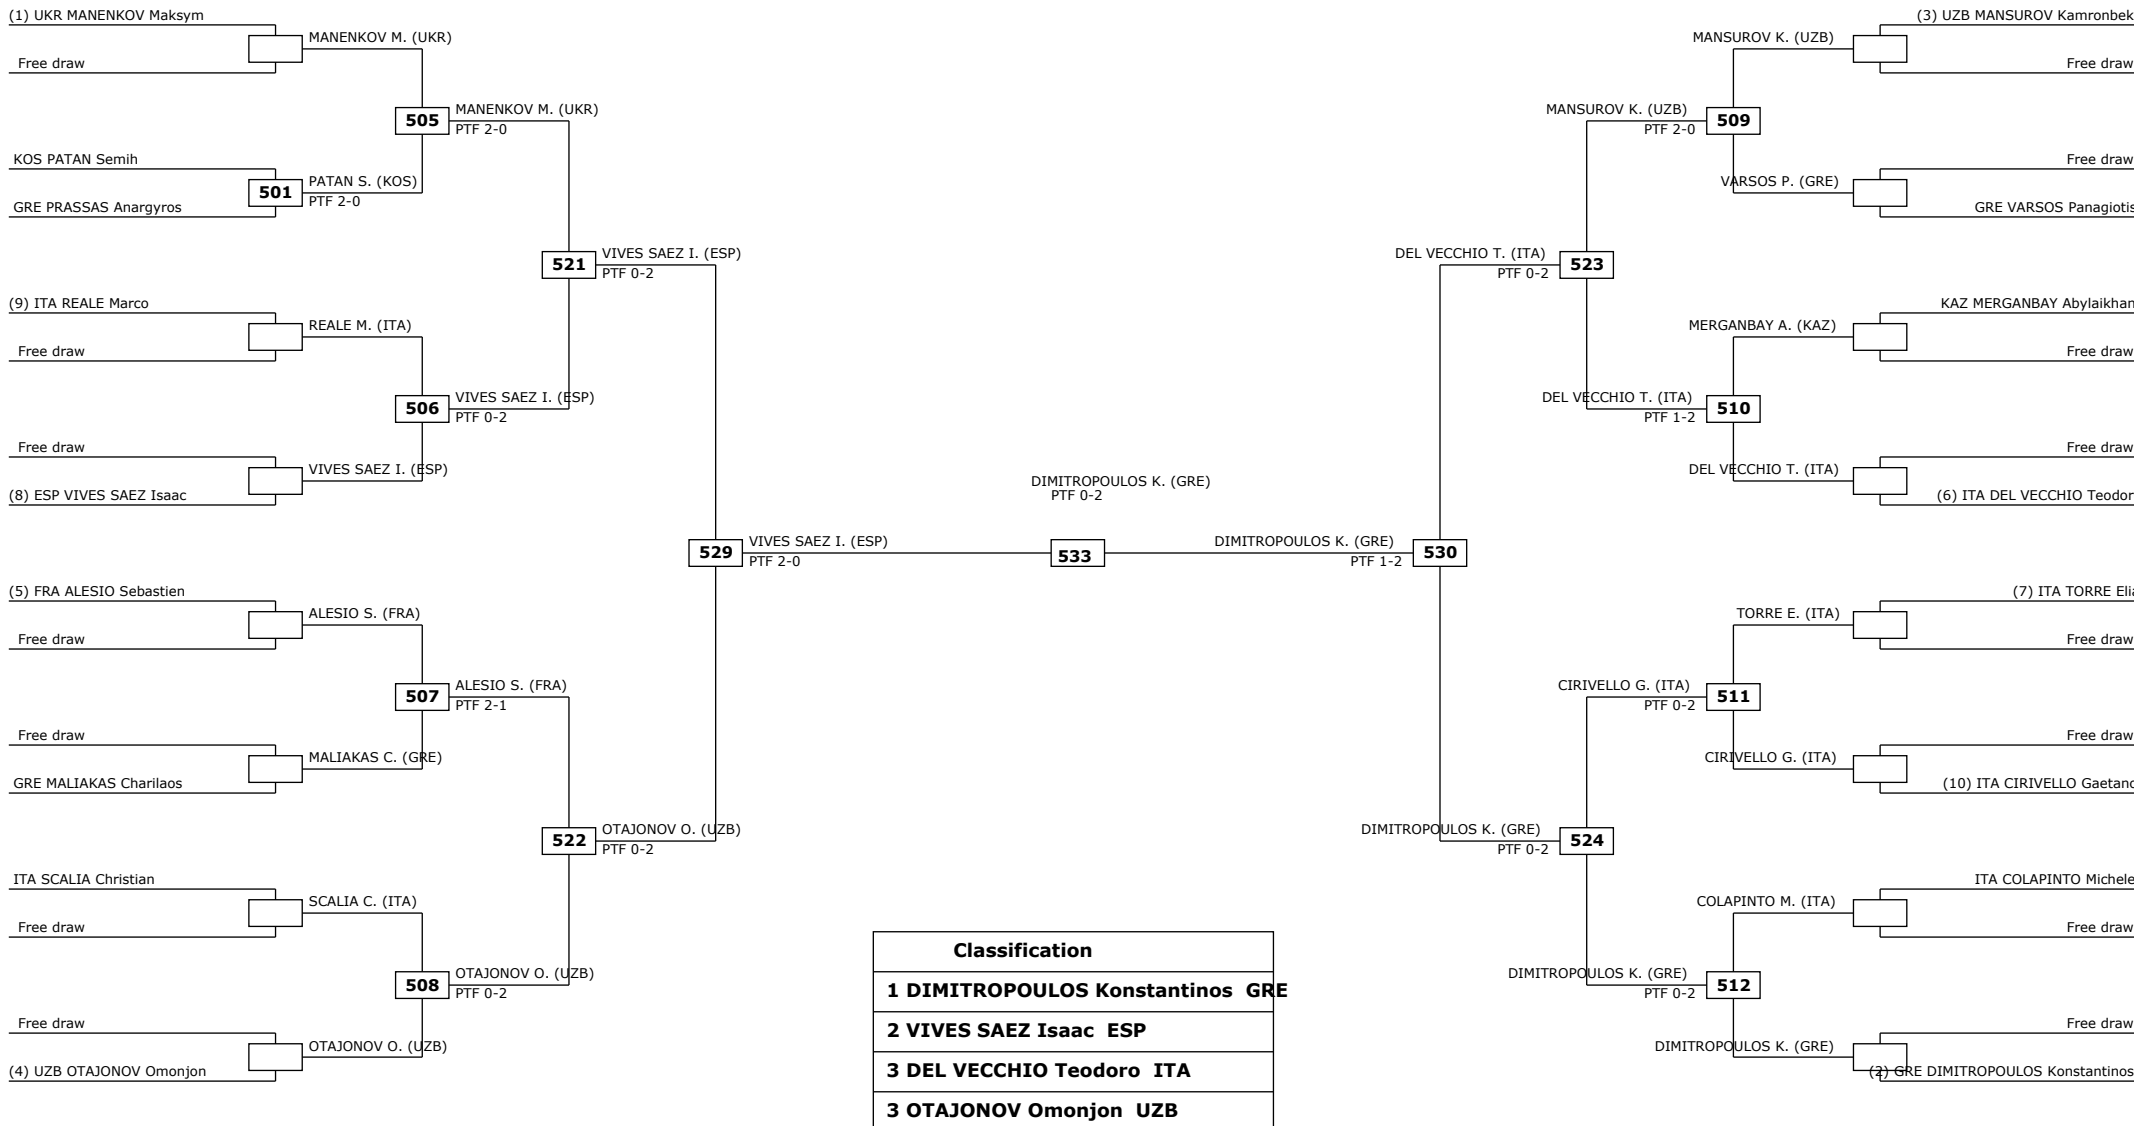 (1) UKR MANENKOV Maksym
MANENKOV M. (UKR)
Free draw
505
MANENKOV M. (UKR)
PTF 2-0
KOS PATAN Semih
501
PATAN S. (KOS)
PTF 2-0
GRE PRASSAS Anargyros
521
VIVES SAEZ I. (ESP)
PTF 0-2
(9) ITA REALE Marco
REALE M. (ITA)
Free draw
506
VIVES SAEZ I. (ESP)
PTF 0-2
Free draw
VIVES SAEZ I. (ESP)
(8) ESP VIVES SAEZ Isaac
529
VIVES SAEZ I. (ESP)
PTF 2-0
(5) FRA ALESIO Sebastien
ALESIO S. (FRA)
Free draw
507
ALESIO S. (FRA)
PTF 2-1
Free draw
MALIAKAS C. (GRE)
GRE MALIAKAS Charilaos
522
OTAJONOV O. (UZB)
PTF 0-2
ITA SCALIA Christian
SCALIA C. (ITA)
Free draw
508
OTAJONOV O. (UZB)
PTF 0-2
Free draw
OTAJONOV O. (UZB)
(4) UZB OTAJONOV Omonjon
DIMITROPOULOS K. (GRE)
PTF 0-2
533
(3) UZB MANSUROV Kamronbek
MANSUROV K. (UZB)
Free draw
MANSUROV K. (UZB)
PTF 2-0
509
Free draw
VARSOS P. (GRE)
GRE VARSOS Panagiotis
DEL VECCHIO T. (ITA)
PTF 0-2
523
KAZ MERGANBAY Abylaikhan
MERGANBAY A. (KAZ)
Free draw
DEL VECCHIO T. (ITA)
PTF 1-2
510
Free draw
DEL VECCHIO T. (ITA)
(6) ITA DEL VECCHIO Teodor
DIMITROPOULOS K. (GRE)
PTF 1-2
530
(7) ITA TORRE Elia
TORRE E. (ITA)
Free draw
CIRIVELLO G. (ITA)
PTF 0-2
511
Free draw
CIRIVELLO G. (ITA)
(10) ITA CIRIVELLO Gaetano
DIMITROPOULOS K. (GRE)
PTF 0-2
524
ITA COLAPINTO Michele
COLAPINTO M. (ITA)
Free draw
DIMITROPOULOS K. (GRE)
PTF 0-2
512
Free draw
DIMITROPOULOS K. (GRE)
(2) GRE DIMITROPOULOS Konstantinos
Classification
1 DIMITROPOULOS Konstantinos GRE
2 VIVES SAEZ Isaac ESP
3 DEL VECCHIO Teodoro ITA
3 OTAJONOV Omonjon UZB